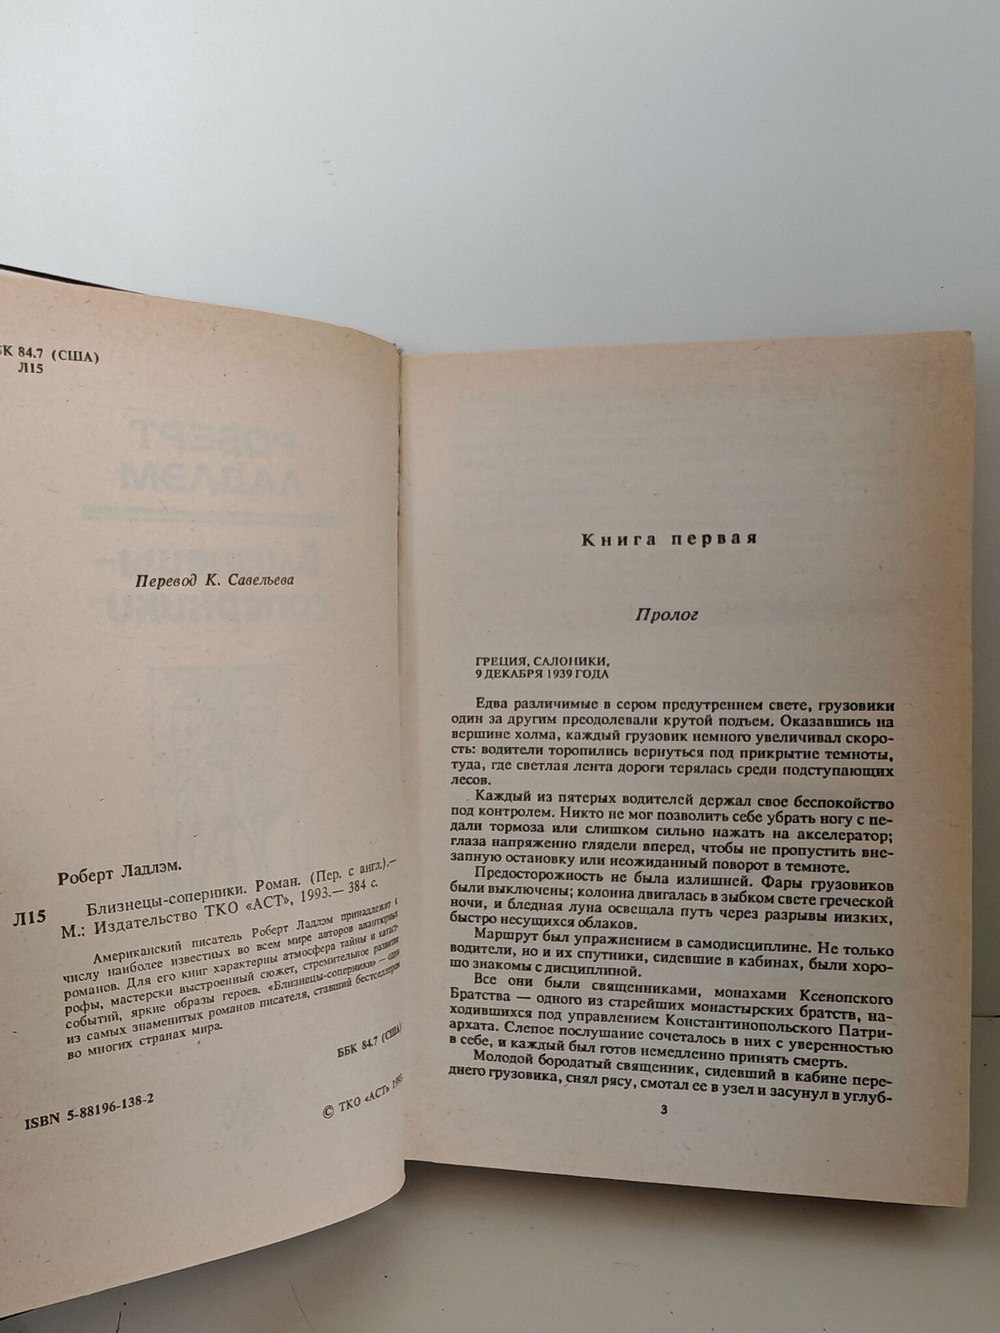 БК 84.7 (США)
Л15
Перевод К. Савельева
Роберт Ладлэм.
Л15
Близнецы-соперники. Роман. (Пер. с англ.).—
М.: Издательство ТКО «АСТ», 1993.— 384 с.
Американский писатель Роберт Ладлэм принадлежит к
числу наиболее известных во всем мире авторов авантюрных
романов. Для его книг характерны атмосфера тайны и катаст-
рофы, мастерски выстроенный сюжет, стремительное развитие
событий, яркие образы героев. «Близнецы-соперники» — один
из самых знаменитых романов писателя, ставший бестселлером
во многих странах мира.
ББК 84.7 (США)
ISBN 5-88196-138-2
© ТКО «АСТ» 1993
Книга первая
Пролог
ГРЕЦИЯ, САЛОНИКИ,
9 ДЕКАБРЯ 1939 ГОДА
Едва различимые в сером предутреннем свете, грузовики
один за другим преодолевали крутой подъем. Оказавшись на
вершине холма, каждый грузовик немного увеличивал скоро-
сть: водители торопились вернуться под прикрытие темноты,
туда, где светлая лента дороги терялась среди подступающих
лесов.
Каждый из пятерых водителей держал свое беспокойство
под контролем. Никто не мог позволить себе убрать ногу с пе-
дали тормоза или слишком сильно нажать на акселератор;
глаза напряженно глядели вперед, чтобы не пропустить вне-
запную остановку или неожиданный поворот в темноте.
Предосторожность не была излишней. Фары грузовиков
были выключены; колонна двигалась в зыбком свете греческой
ночи, и бледная луна освещала путь через разрывы низких,
быстро несущихся облаков.
Маршрут был упражнением в самодисциплине. Не только
водители, но и их спутники, сидевшие в кабинах, были хоро-
шо знакомы с дисциплиной.
Все они были священниками, монахами Ксенопского
Братства — одного из старейших монастырских братств, на-
ходившихся под управлением Константинопольского Патри-
архата. Слепое послушание сочеталось в них с уверенностью
в себе, и каждый был готов немедленно принять смерть.
Молодой бородатый священник, сидевший в кабине пере-
днего грузовика, снял рясу, смотал ее в узел и засунул в углуб-
3